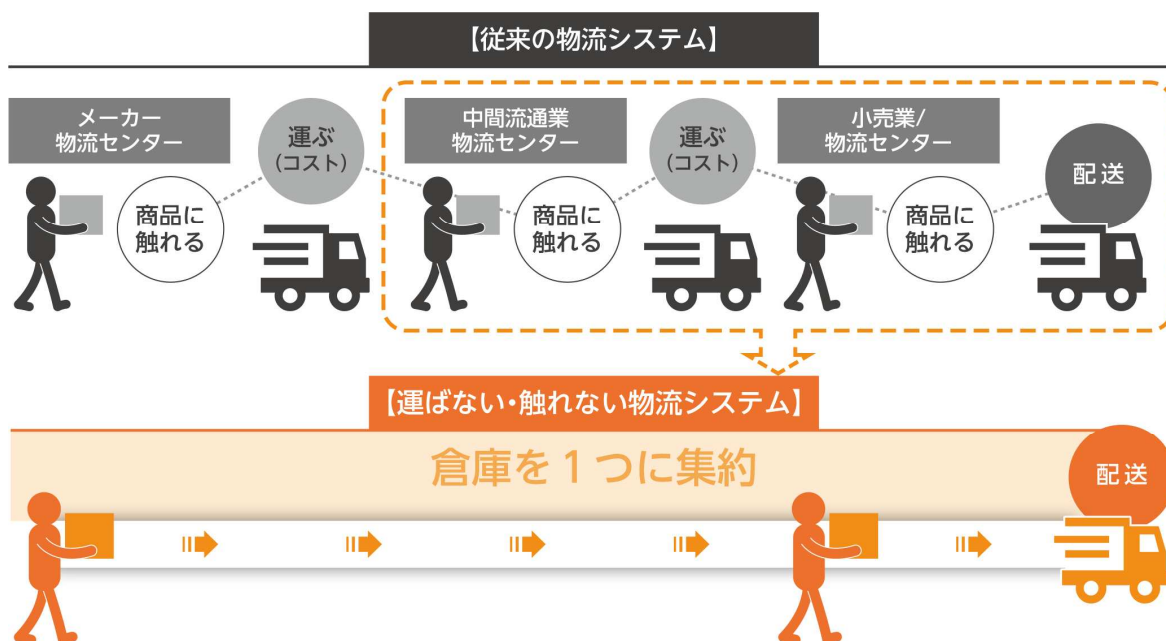 【従来の物流システム】
メーカー
物流センター
運ぶ
(コスト)
中間流通業
物流センター
運ぶ
(コスト)
小売業/
物流センター
配送
商品に
触れる
商品に
触れる
商品に
触れる
【運ばない・触れない物流システム】
倉庫を1つに集約
配送